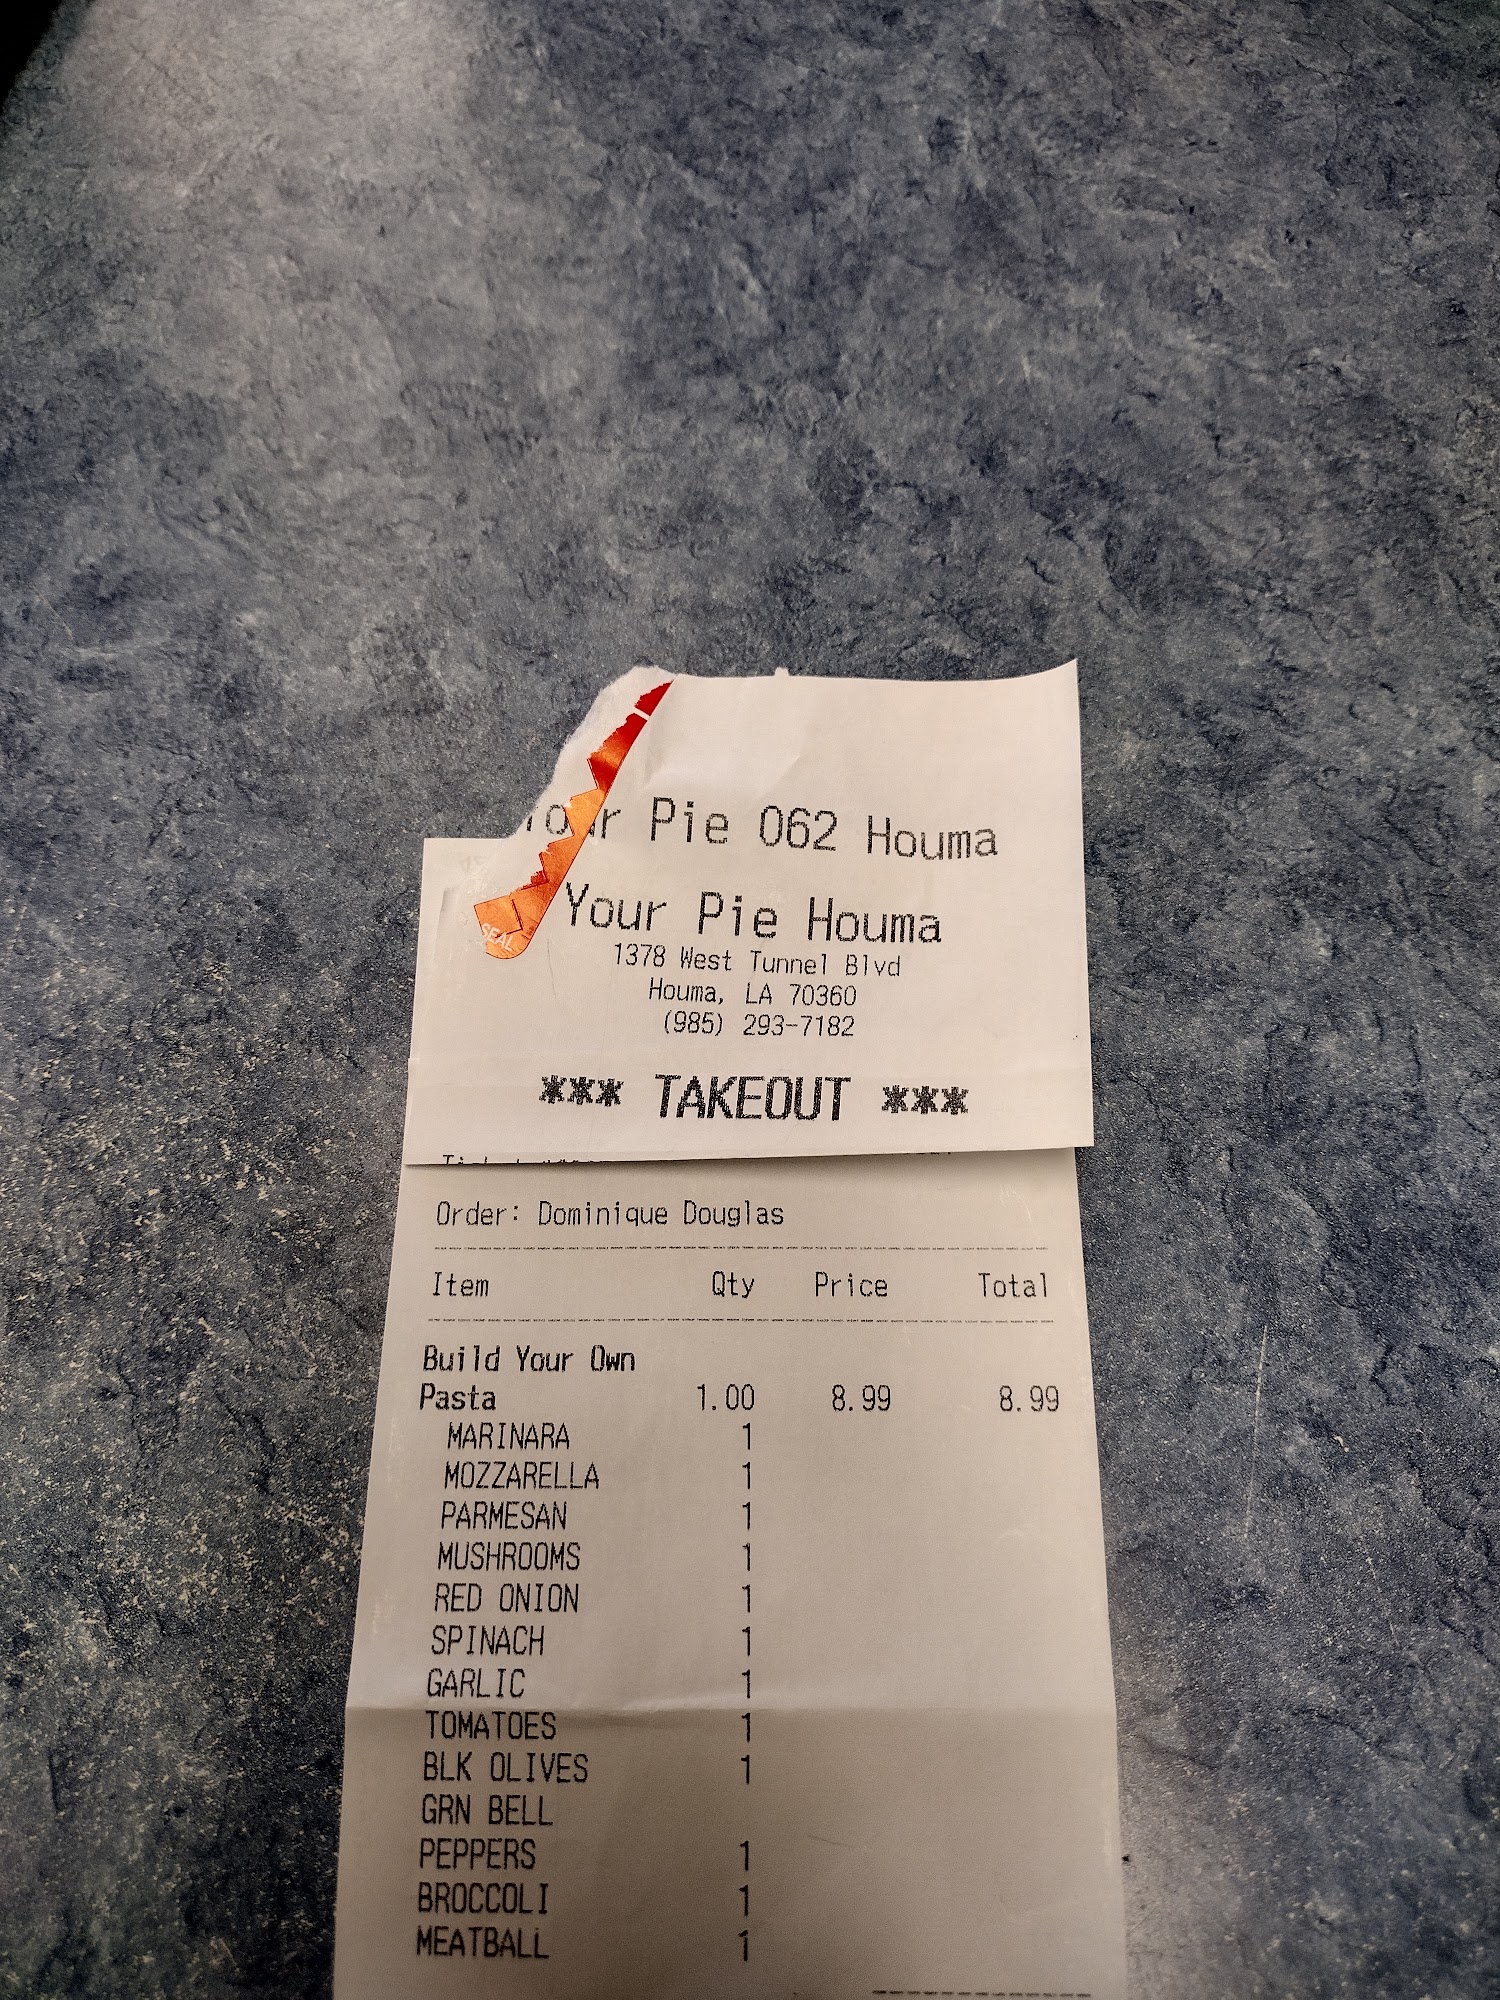 Your Pie 062 Houma
SEAL
Your Pie Houma
1378 West Tunnel Blvd
Houma, LA 70360
(985) 293-7182
*** TAKEOUT ***
Order: Dominique Douglas
Item Qty Price Total
Build Your Own
Pasta 1.00 8.99 8.99
MARINARA 1
MOZZARELLA 1
PARMESAN 1
MUSHROOMS 1
RED ONION 1
SPINACH 1
GARLIC 1
TOMATOES 1
BLK OLIVES 1
GRN BELL
PEPPERS 1
BROCCOLI 1
MEATBALL 1